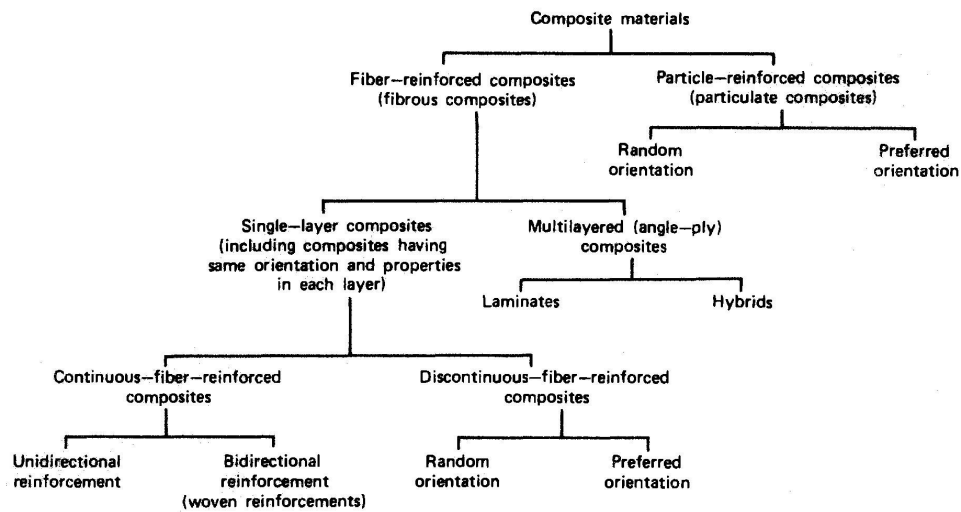 Composite materials
Fiber—reinforced composites
(fibrous composites)
Particle—reinforced composites
(particulate composites)
Random
orientation
Preferred
orientation
Single—layer composites
(including composites having
same orientation and properties
in each layer)
Multilayered (angle—ply)
composites
Laminates
Hybrids
Continuous—fiber—reinforced
composites
Discontinuous—fiber—reinforced
composites
Unidirectional
reinforcement
Bidirectional
reinforcement
(woven reinforcements)
Random
orientation
Preferred
orientation